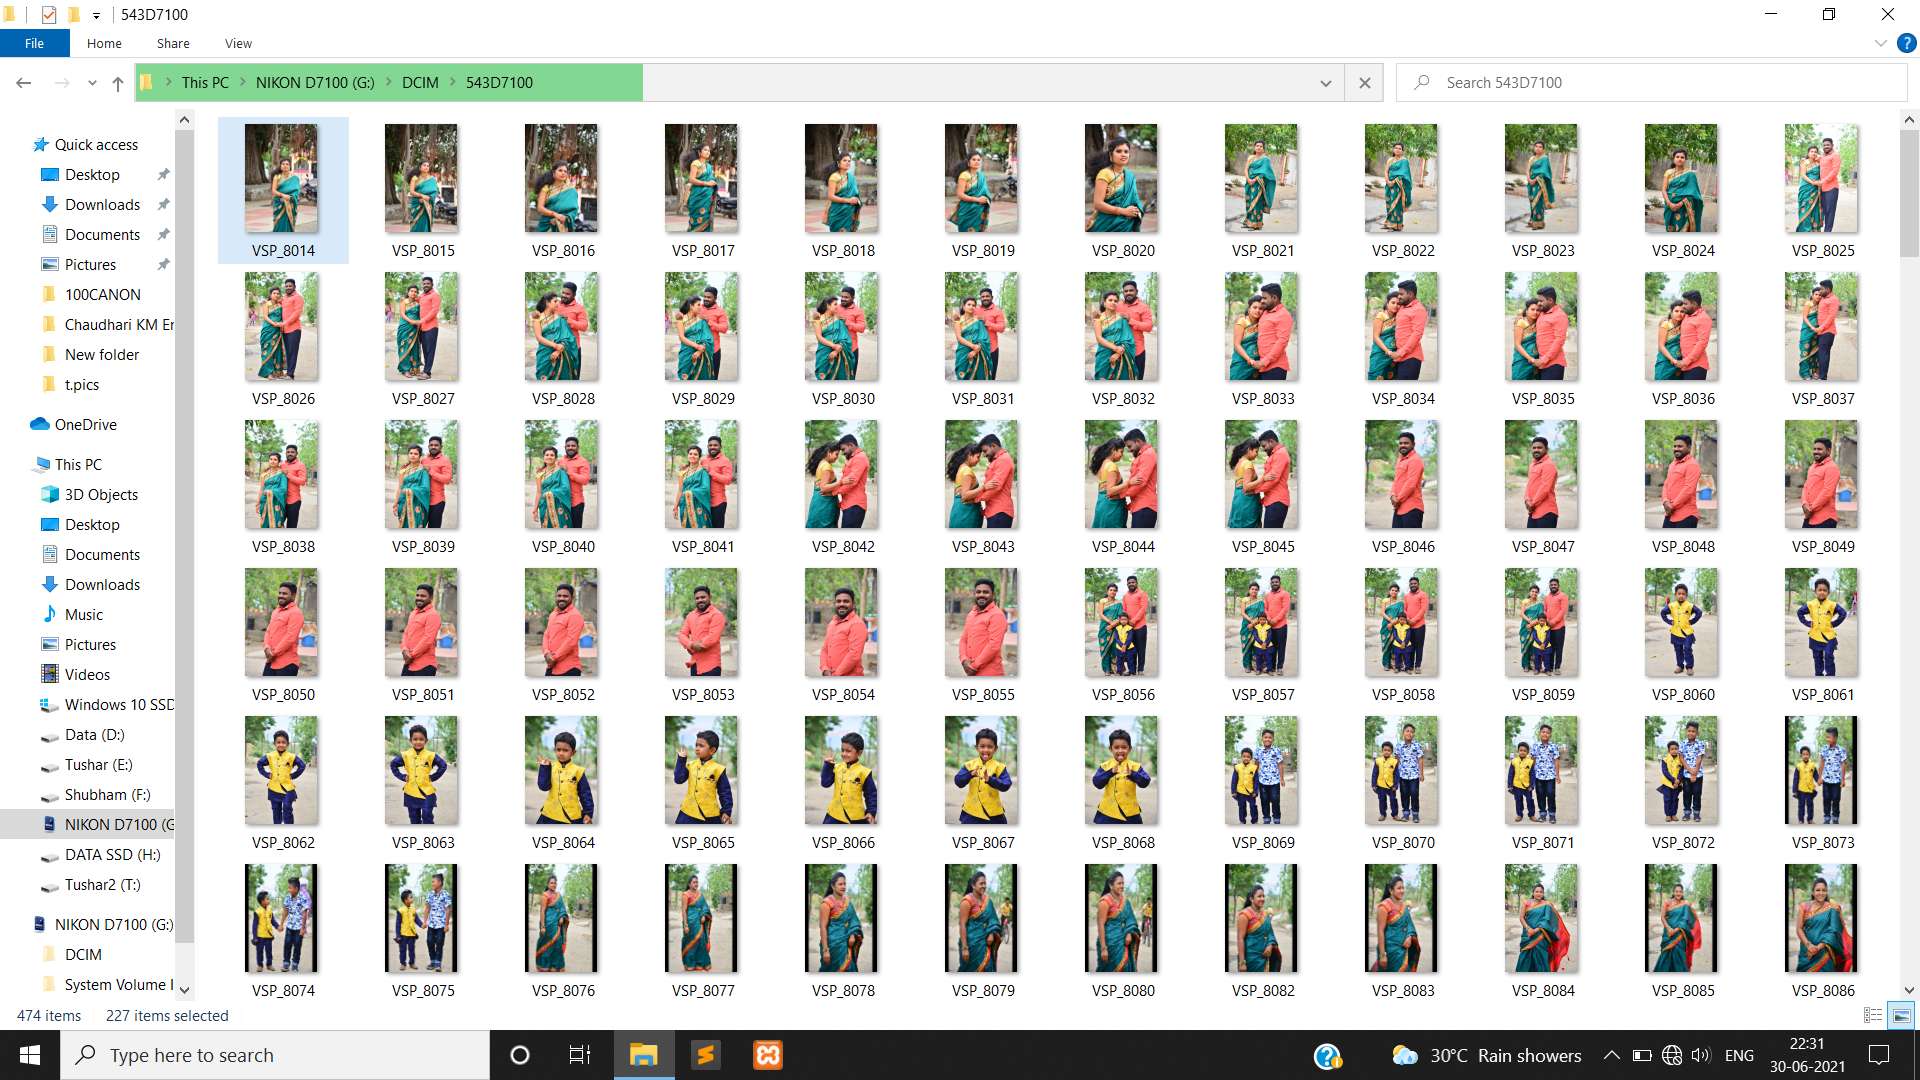 543D7100
File Home Share View
This PC NIKON D7100 (G:) DCIM 543D7100
Search 543D7100
Quick access
Desktop
Downloads
Documents
Pictures
100CANON
Chaudhari KM Er
New folder
t.pics
OneDrive
This PC
3D Objects
Desktop
Documents
Downloads
Music
Pictures
Videos
Windows 10 SSD
Data (D:)
Tushar (E:)
Shubham (F:)
NIKON D7100 (G
DATA SSD (H:)
Tushar2 (T:)
NIKON D7100 (G:)
DCIM
System Volume I
VSP_8014 VSP_8015 VSP_8016 VSP_8017 VSP_8018 VSP_8019 VSP_8020 VSP_8021 VSP_8022 VSP_8023 VSP_8024 VSP_8025
VSP_8026 VSP_8027 VSP_8028 VSP_8029 VSP_8030 VSP_8031 VSP_8032 VSP_8033 VSP_8034 VSP_8035 VSP_8036 VSP_8037
VSP_8038 VSP_8039 VSP_8040 VSP_8041 VSP_8042 VSP_8043 VSP_8044 VSP_8045 VSP_8046 VSP_8047 VSP_8048 VSP_8049
VSP_8050 VSP_8051 VSP_8052 VSP_8053 VSP_8054 VSP_8055 VSP_8056 VSP_8057 VSP_8058 VSP_8059 VSP_8060 VSP_8061
VSP_8062 VSP_8063 VSP_8064 VSP_8065 VSP_8066 VSP_8067 VSP_8068 VSP_8069 VSP_8070 VSP_8071 VSP_8072 VSP_8073
VSP_8074 VSP_8075 VSP_8076 VSP_8077 VSP_8078 VSP_8079 VSP_8080 VSP_8082 VSP_8083 VSP_8084 VSP_8085 VSP_8086
474 items 227 items selected
Type here to search
30°C Rain showers
ENG
22:31
30-06-2021